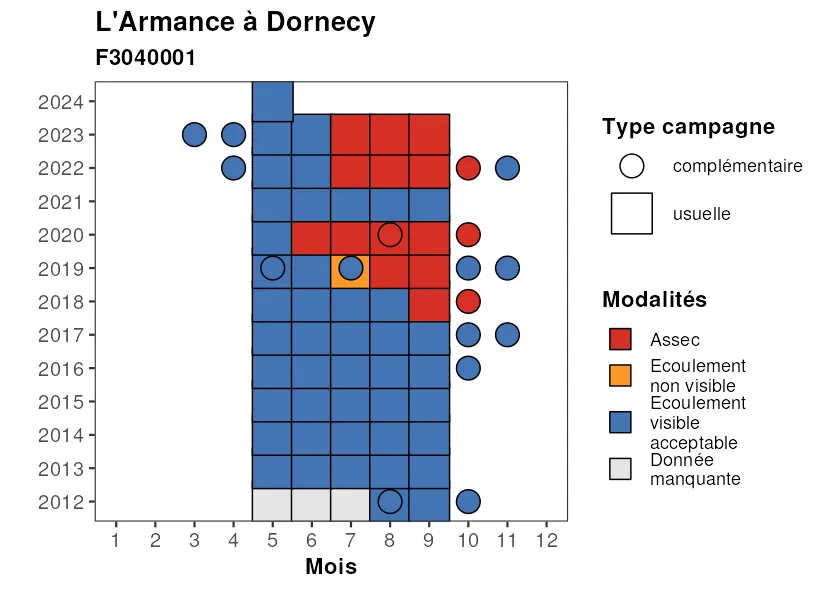 L'Armance à Dornecy
F3040001
2024
2023
2022
2021
2020
2019
2018
2017
2016
2015
2014
2013
2012
1 2 3 4 5 6 7 8 9 10 11 12
Mois
Type campagne
complémentaire
usuelle
Modalités
Assec
Ecoulement
non visible
Ecoulement
visible
acceptable
Donnée
manquante